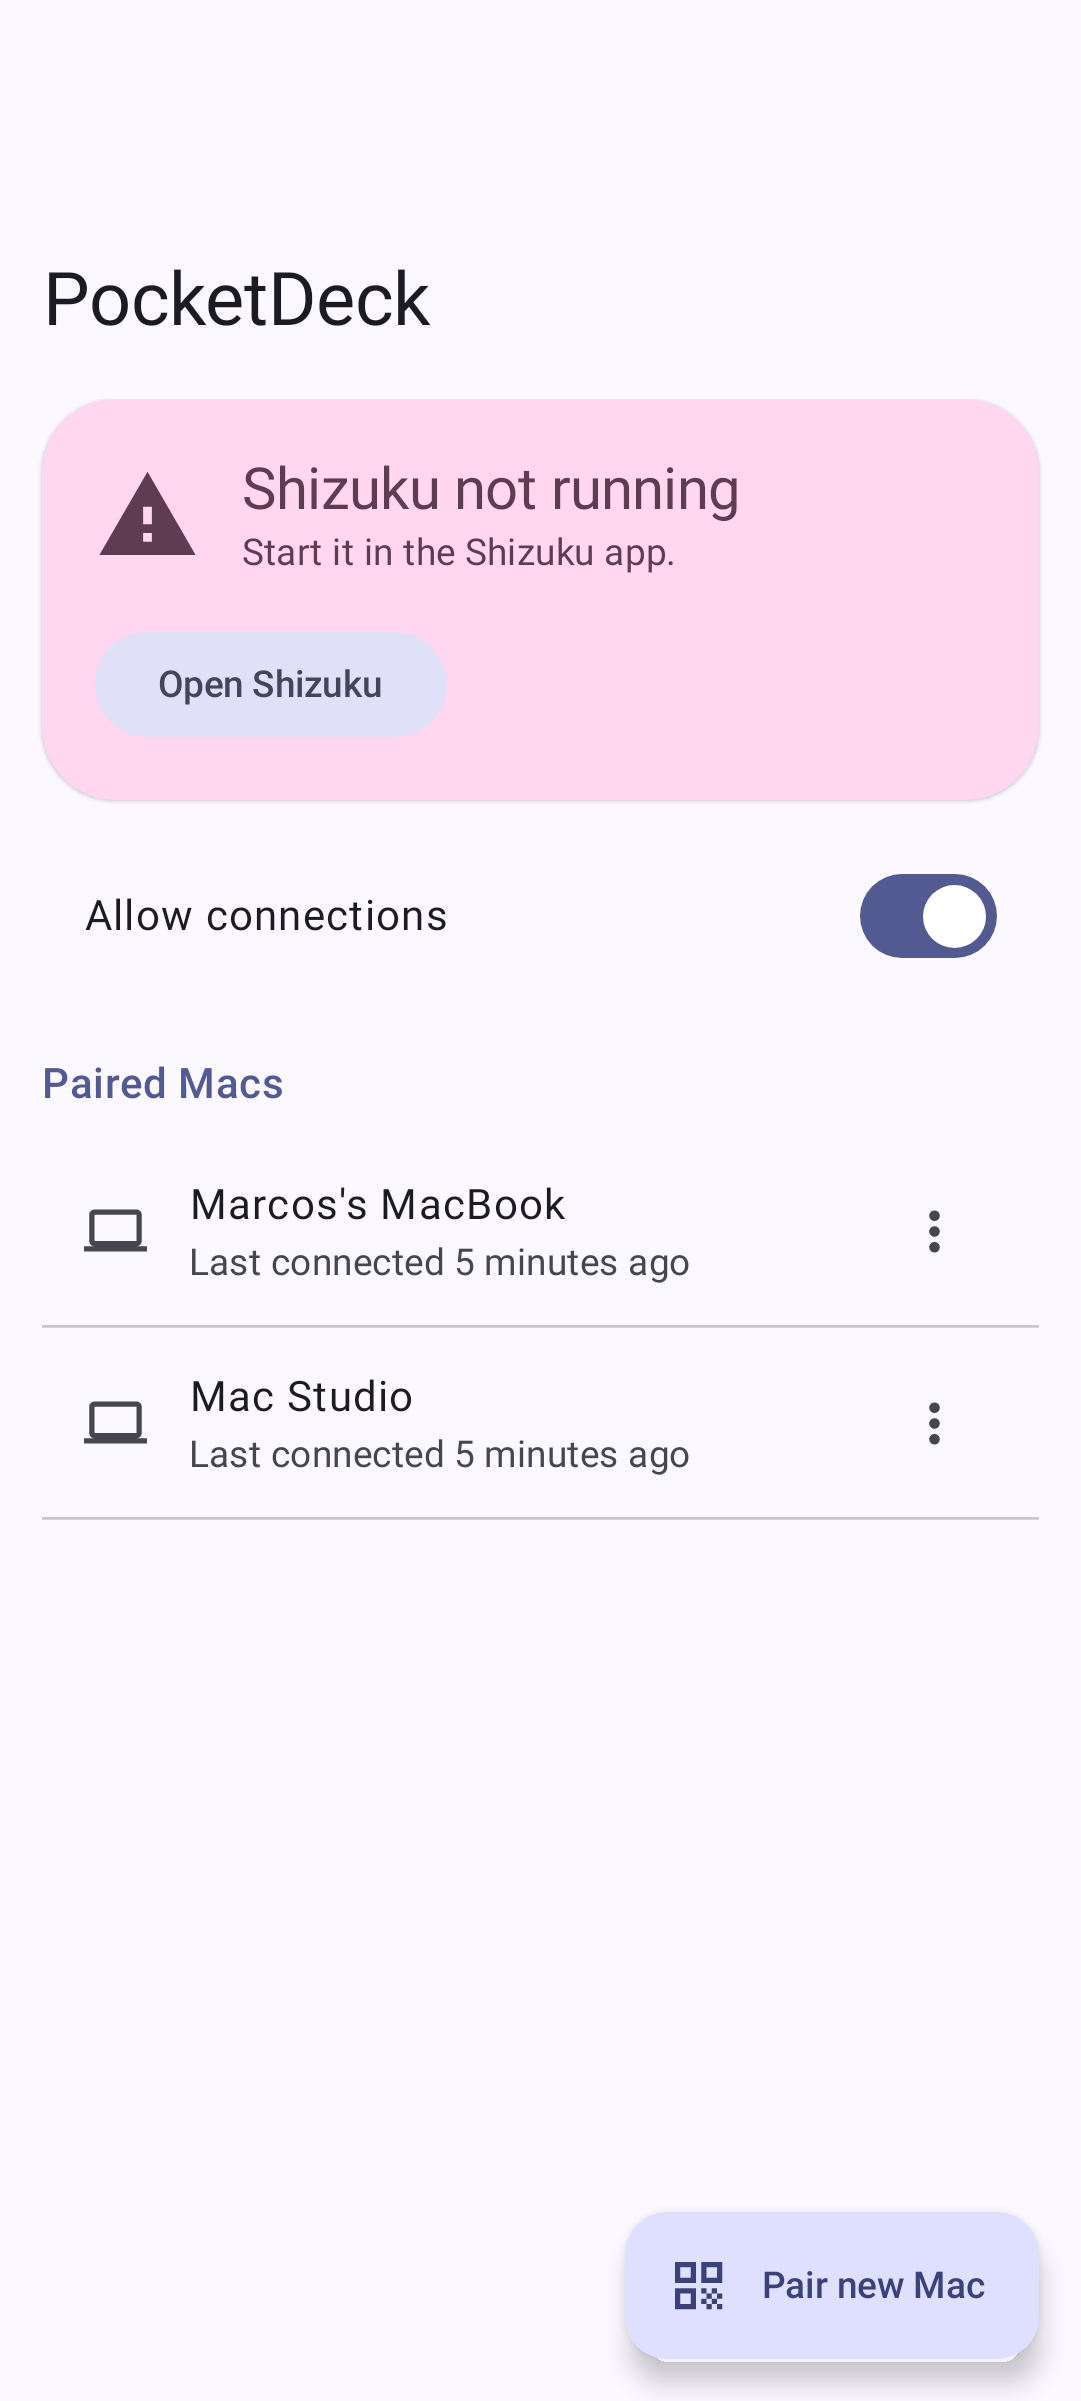 PocketDeck
Shizuku not running
Start it in the Shizuku app.
Open Shizuku
Allow connections
Paired Macs
Marcos's MacBook
Last connected 5 minutes ago
Mac Studio
Last connected 5 minutes ago
Pair new Mac